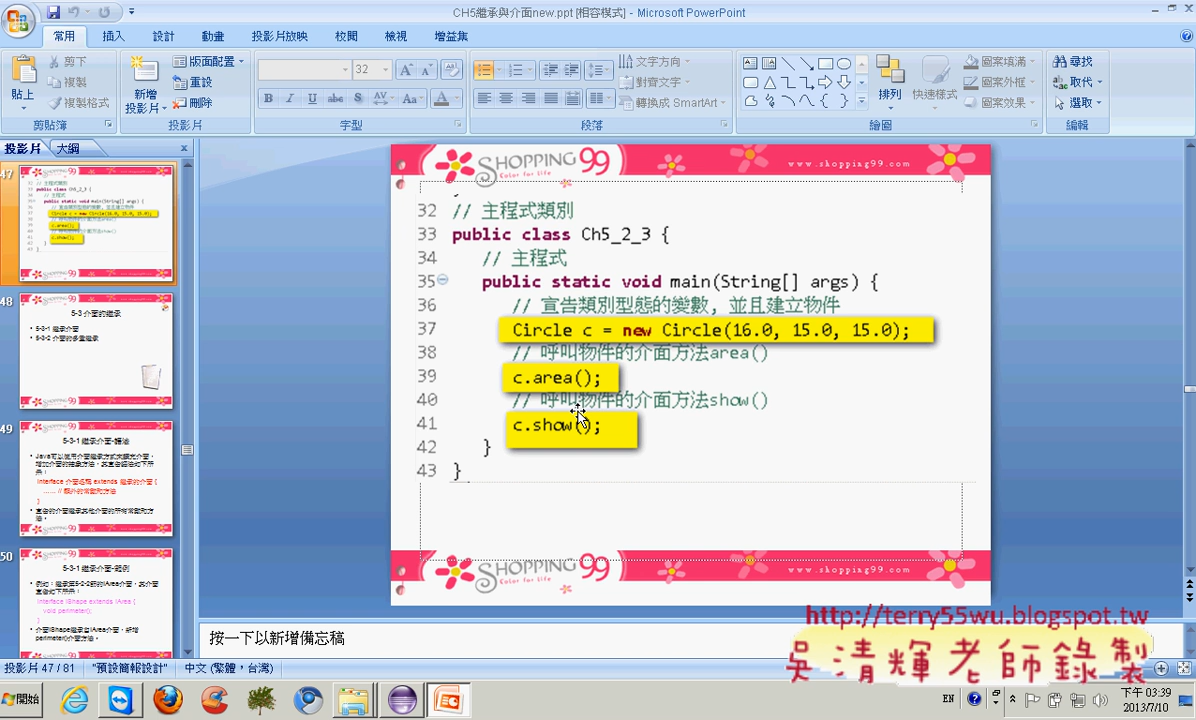 CH5繼承與介面new.ppt [相容模式] - Microsoft PowerPoint
常用 插入 設計 動畫 投影片放映 校閱 檢視 增益集
貼上 剪下 複製 複製格式 剪貼簿
新增投影片 版面配置 重設 刪除 投影片
32 字型
文字方向 對齊文字 轉換成 SmartArt 段落
排列 快速樣式 圖案填滿 圖案外框 圖案效果 繪圖
尋找 取代 選取 編輯
投影片 大綱
47
48
5-3 介面的繼承
5-3-1 繼承介面
5-3-2 介面的多重繼承
49
5-3-1 繼承介面-語法
50
5-3-1 繼承介面-範例
SHOPPING 99
Color for Life
www.shopping99.com
32 // 主程式類別
33 public class Ch5_2_3 {
34 // 主程式
35 public static void main(String[] args) {
36 // 宣告類別型態的變數, 並且建立物件
37 Circle c = new Circle(16.0, 15.0, 15.0);
38 // 呼叫物件的介面方法area()
39 c.area();
40 // 呼叫物件的介面方法show()
41 c.show();
42 }
43 }
SHOPPING 99
Color for Life
www.shopping99.com
http://terry55wu.blogspot.tw
吳清輝老師錄製
按一下以新增備忘稿
投影片 47 / 81 "預設簡報設計" 中文 (繁體，台灣)
開始
EN
下午 03:39
2013/7/10